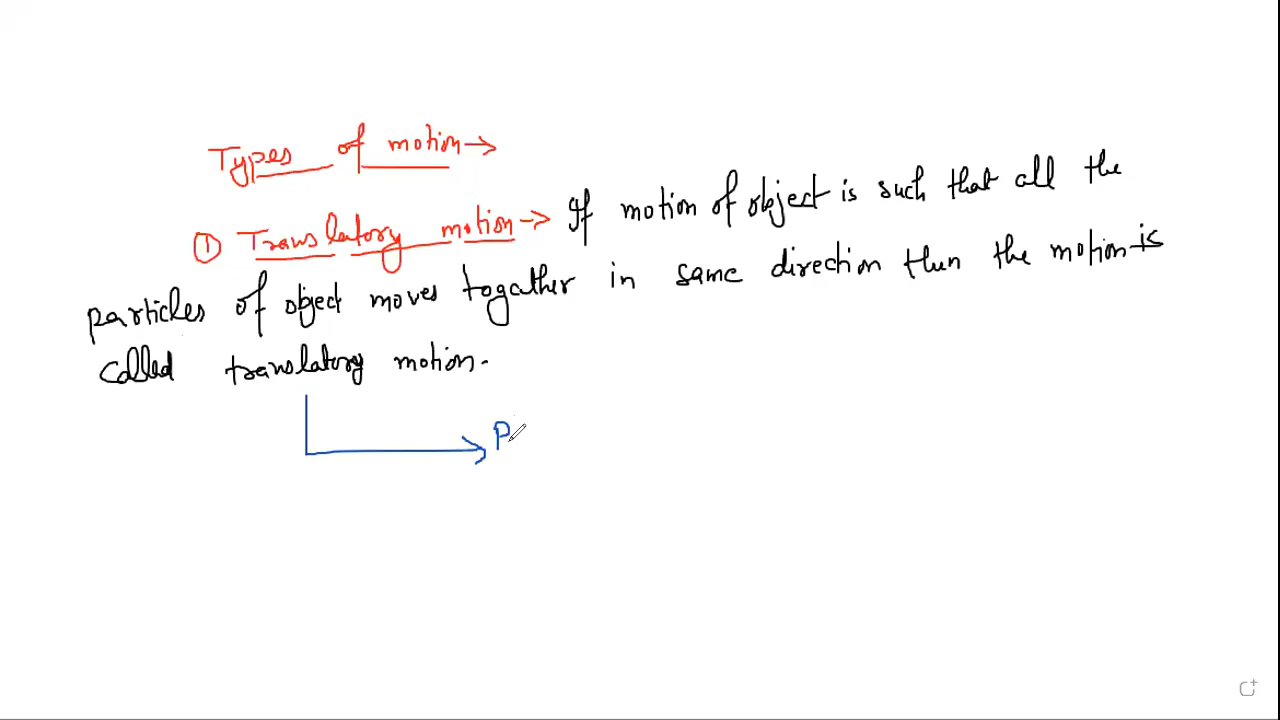 Types of motion →
① Translatory motion → If motion of object is such that all the
particles of object moves togather in same direction then the motion is
called translatory motion.
P